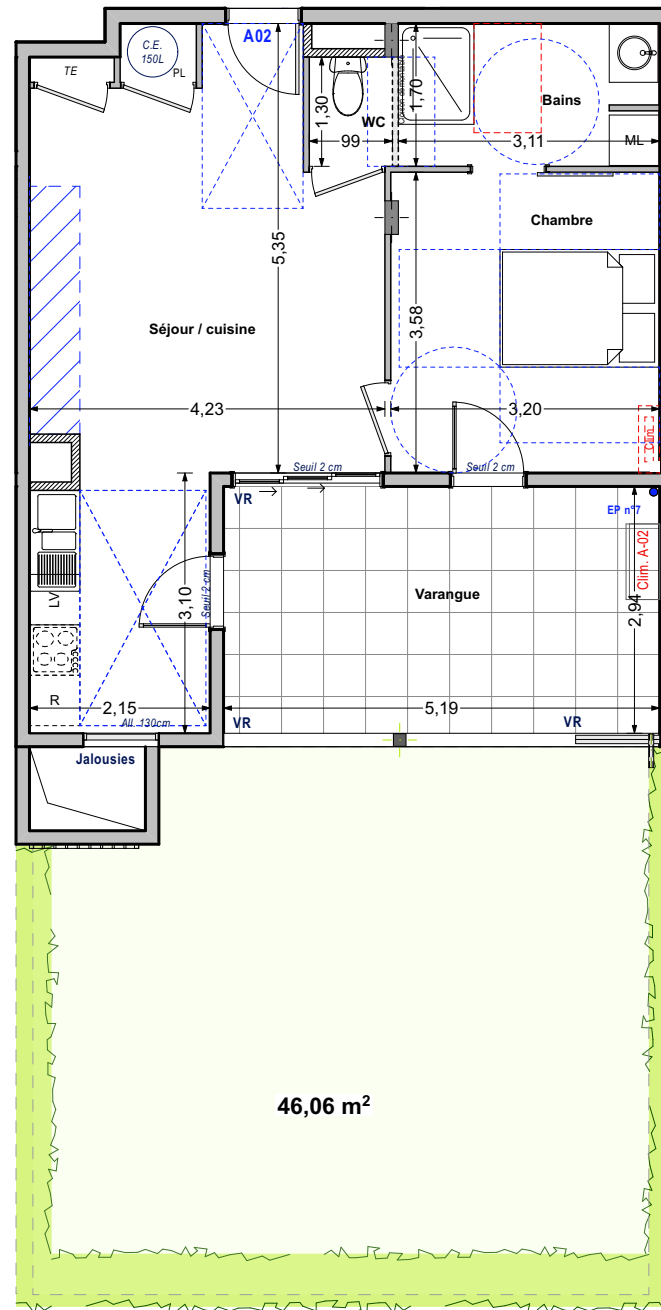 C.E.
150L
A02
TE
PL
WC
1,30
99
Cloison démontable
1,70
Bains
3,11
ML
Chambre
5,35
3,58
Séjour / cuisine
4,23
3,20
Clim.
Seuil 2 cm
Seuil 2 cm
VR
EP n°7
Clim. A-02
LV
3,10
Seuil 2 cm
Varangue
2,94
R
2,15
5,19
All. 130cm
VR
VR
Jalousies
46,06 m²